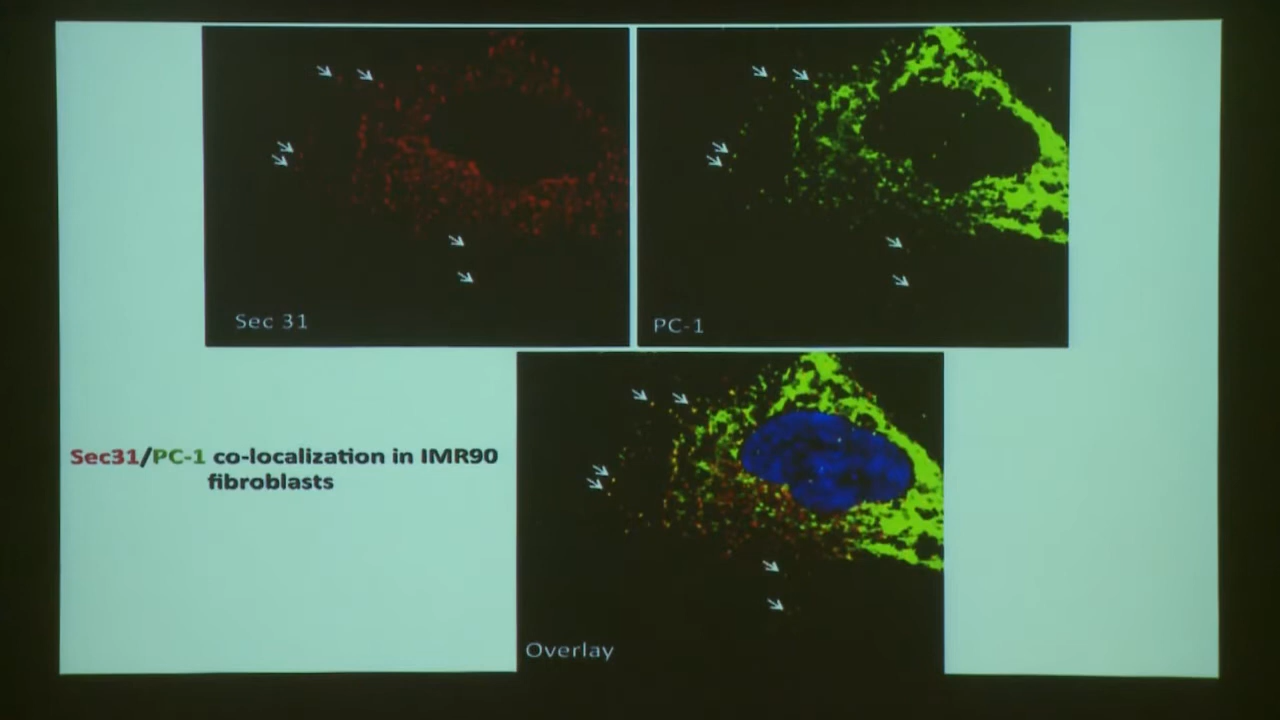 Sec 31
PC-1
Sec31/PC-1 co-localization in IMR90
fibroblasts
Overlay